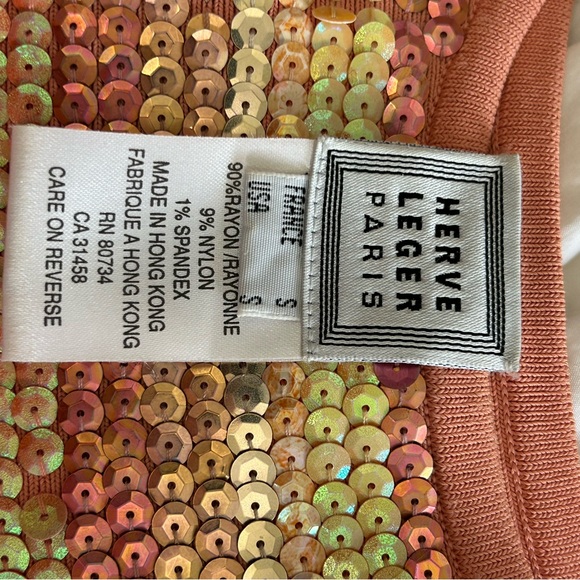 HERVE
LEGER
PARIS
FRANCE S
USA S
90%RAYON /RAYONNE
9% NYLON
1% SPANDEX
MADE IN HONG KONG
FABRIQUE A HONG KONG
RN 80734
CA 31458
CARE ON REVERSE